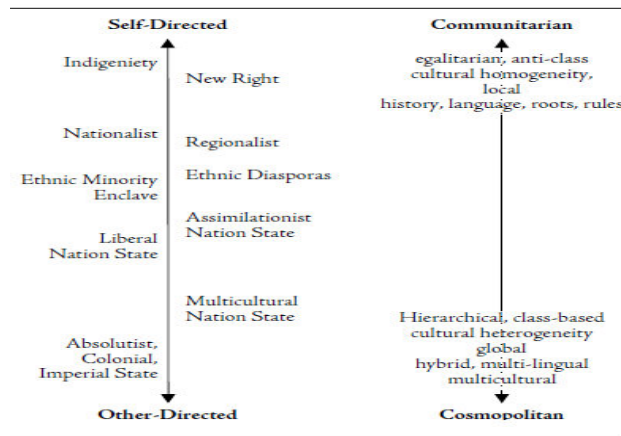 Self-Directed
Communitarian
Indigeniety
New Right
Nationalist
Regionalist
Ethnic Minority
Enclave
Ethnic Diasporas
Assimilationist
Nation State
Liberal
Nation State
Multicultural
Nation State
Absolutist,
Colonial,
Imperial State
Other-Directed
egalitarian, anti-class
cultural homogeneity,
local
history, language, roots, rules
Hierarchical, class-based
cultural heterogeneity
global
hybrid, multi-lingual
multicultural
Cosmopolitan